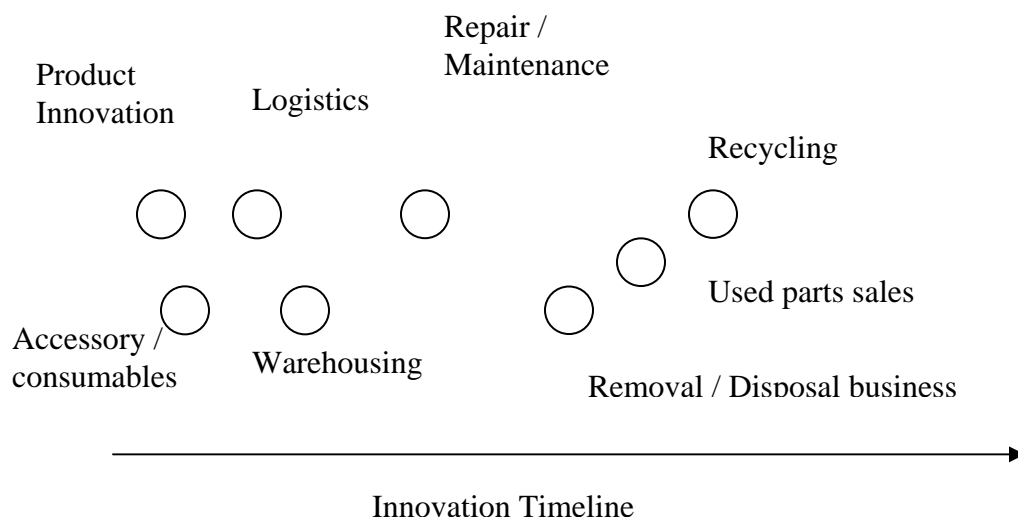 Repair /
Maintenance
Product
Innovation
Logistics
Recycling
Used parts sales
Accessory /
consumables
Warehousing
Removal / Disposal business
Innovation Timeline